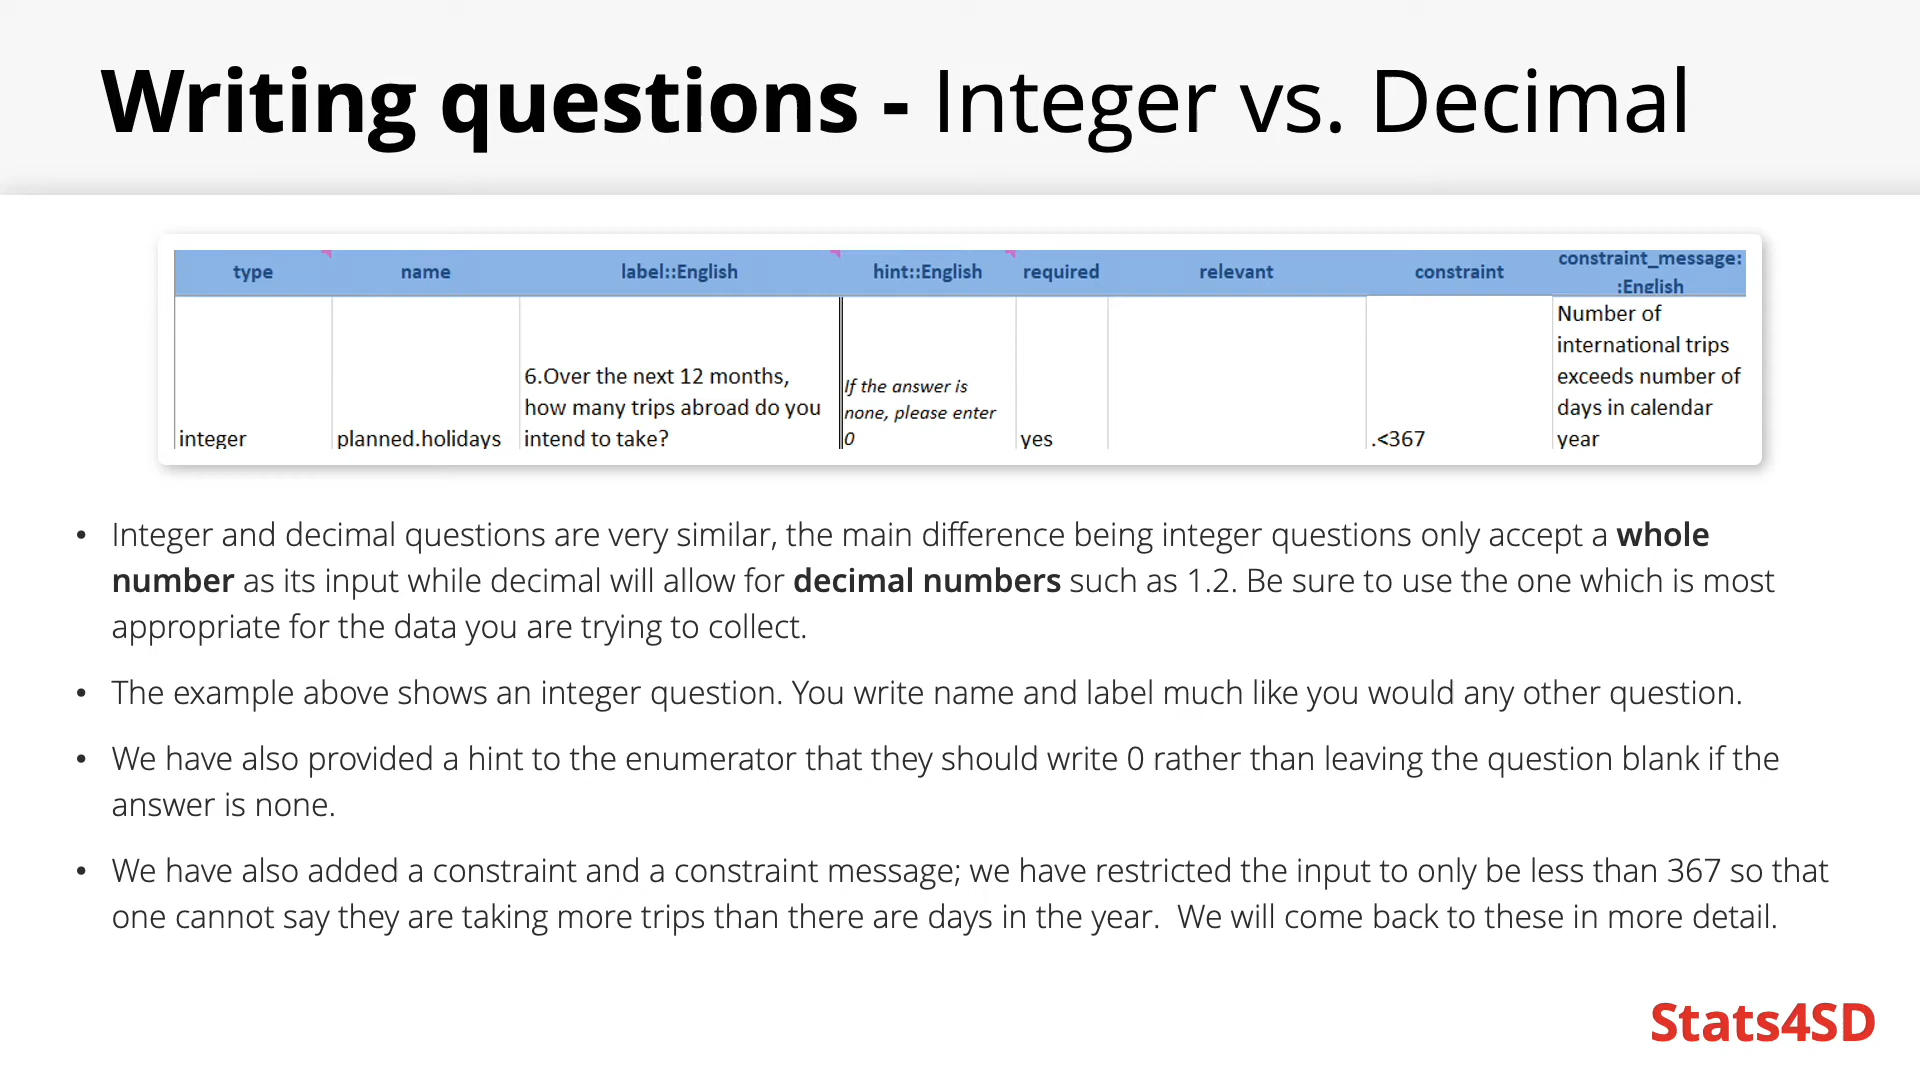 Writing questions - Integer vs. Decimal
type name label::English hint::English required relevant constraint constraint_message:
:English
Number of
international trips
6.Over the next 12 months, If the answer is exceeds number of
how many trips abroad do you none, please enter days in calendar
integer planned.holidays intend to take? 0 yes .<367 year
• Integer and decimal questions are very similar, the main difference being integer questions only accept a whole
number as its input while decimal will allow for decimal numbers such as 1.2. Be sure to use the one which is most
appropriate for the data you are trying to collect.
• The example above shows an integer question. You write name and label much like you would any other question.
• We have also provided a hint to the enumerator that they should write 0 rather than leaving the question blank if the
answer is none.
• We have also added a constraint and a constraint message; we have restricted the input to only be less than 367 so that
one cannot say they are taking more trips than there are days in the year.  We will come back to these in more detail.
Stats4SD